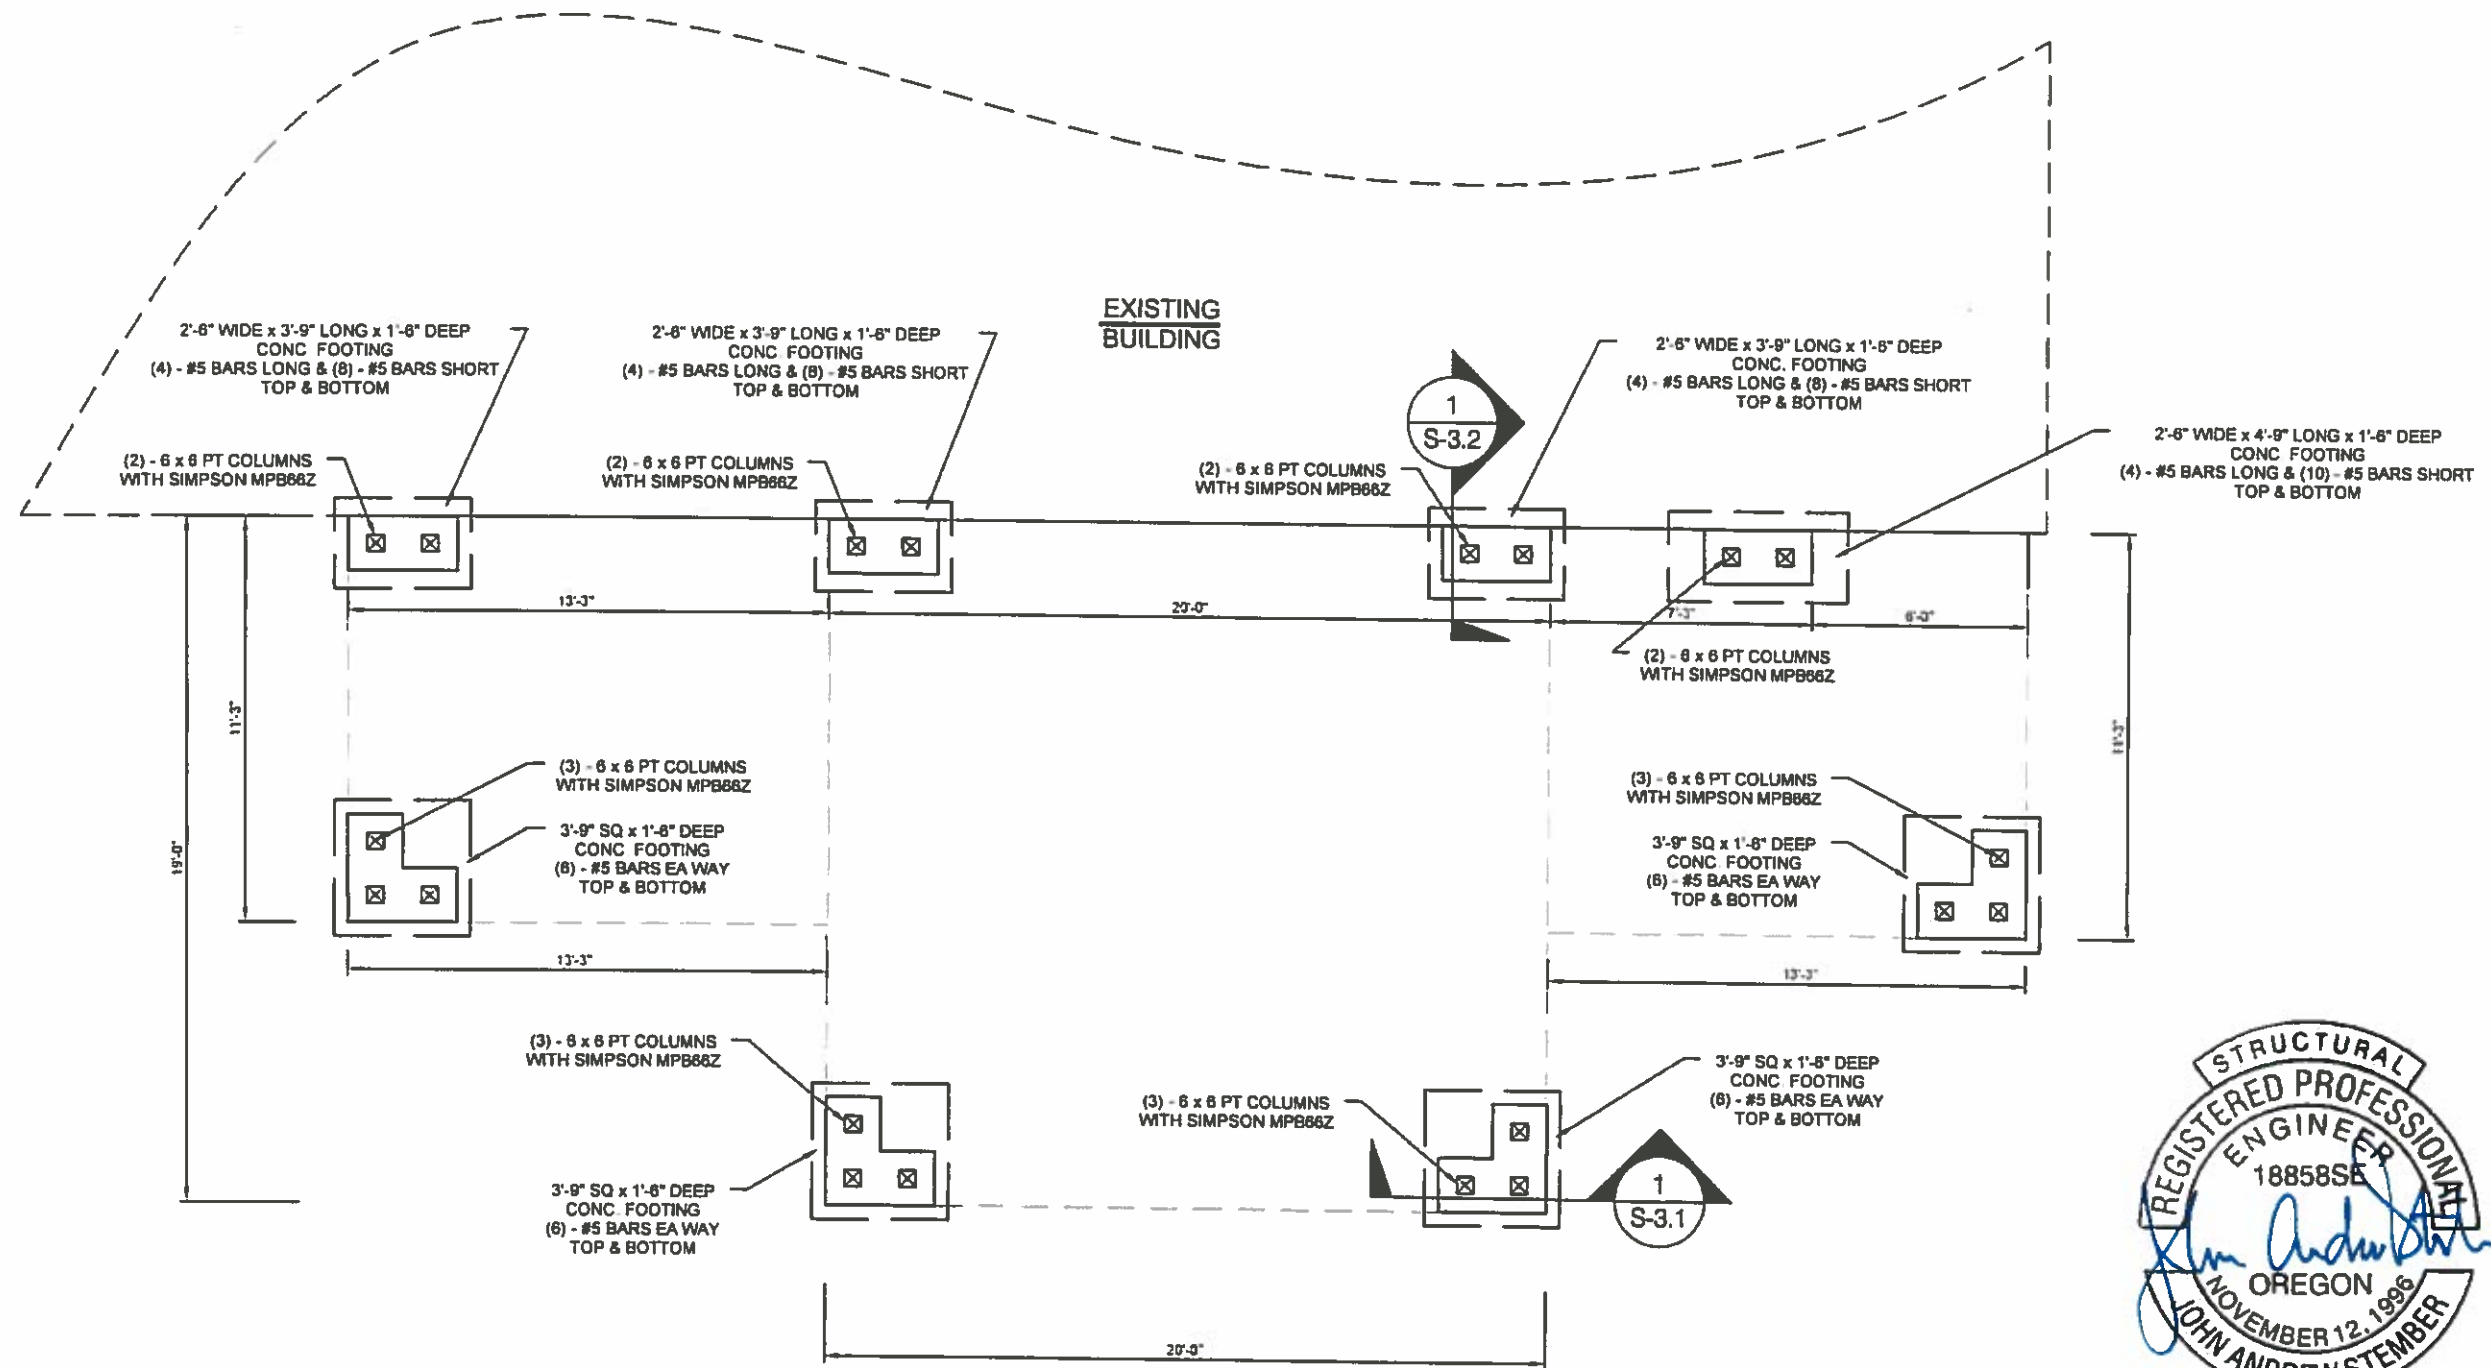 EXISTING
BUILDING
2'-6" WIDE x 3'-9" LONG x 1'-6" DEEP
CONC FOOTING
(4) - #5 BARS LONG & (8) - #5 BARS SHORT
TOP & BOTTOM
2'-6" WIDE x 3'-9" LONG x 1'-6" DEEP
CONC FOOTING
(4) - #5 BARS LONG & (8) - #5 BARS SHORT
TOP & BOTTOM
2'-6" WIDE x 3'-9" LONG x 1'-6" DEEP
CONC. FOOTING
(4) - #5 BARS LONG & (8) - #5 BARS SHORT
TOP & BOTTOM
2'-6" WIDE x 4'-9" LONG x 1'-6" DEEP
CONC FOOTING
(4) - #5 BARS LONG & (10) - #5 BARS SHORT
TOP & BOTTOM
1
S-3.2
(2) - 6 x 6 PT COLUMNS
WITH SIMPSON MPB66Z
(2) - 6 x 6 PT COLUMNS
WITH SIMPSON MPB66Z
(2) - 6 x 6 PT COLUMNS
WITH SIMPSON MPB66Z
13'-3"
20'-0"
7'-3"
6'-0"
(2) - 6 x 6 PT COLUMNS
WITH SIMPSON MPB66Z
19'-0"
11'-3"
11'-3"
(3) - 6 x 6 PT COLUMNS
WITH SIMPSON MPB66Z
3'-9" SQ x 1'-6" DEEP
CONC FOOTING
(6) - #5 BARS EA WAY
TOP & BOTTOM
(3) - 6 x 6 PT COLUMNS
WITH SIMPSON MPB66Z
3'-9" SQ x 1'-6" DEEP
CONC. FOOTING
(6) - #5 BARS EA WAY
TOP & BOTTOM
13'-3"
13'-3"
(3) - 6 x 6 PT COLUMNS
WITH SIMPSON MPB66Z
3'-9" SQ x 1'-6" DEEP
CONC FOOTING
(6) - #5 BARS EA WAY
TOP & BOTTOM
(3) - 6 x 6 PT COLUMNS
WITH SIMPSON MPB66Z
3'-9" SQ x 1'-6" DEEP
CONC FOOTING
(6) - #5 BARS EA WAY
TOP & BOTTOM
1
S-3.1
20'-0"
STRUCTURAL
REGISTERED PROFESSIONAL
ENGINEER
18858SE
OREGON
NOVEMBER 12, 1996
JOHN ANDREW STEMBER